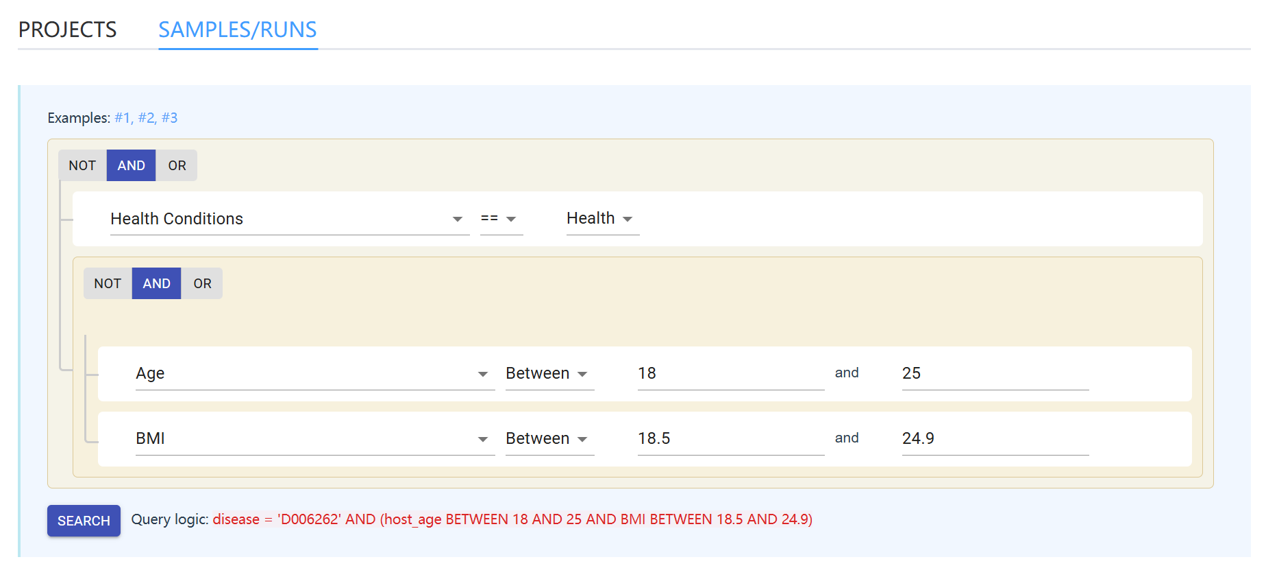 PROJECTS SAMPLES/RUNS
Examples: #1, #2, #3
NOT AND OR
Health Conditions == Health
NOT AND OR
Age Between 18 and 25
BMI Between 18.5 and 24.9
SEARCH Query logic: disease = 'D006262' AND (host_age BETWEEN 18 AND 25 AND BMI BETWEEN 18.5 AND 24.9)